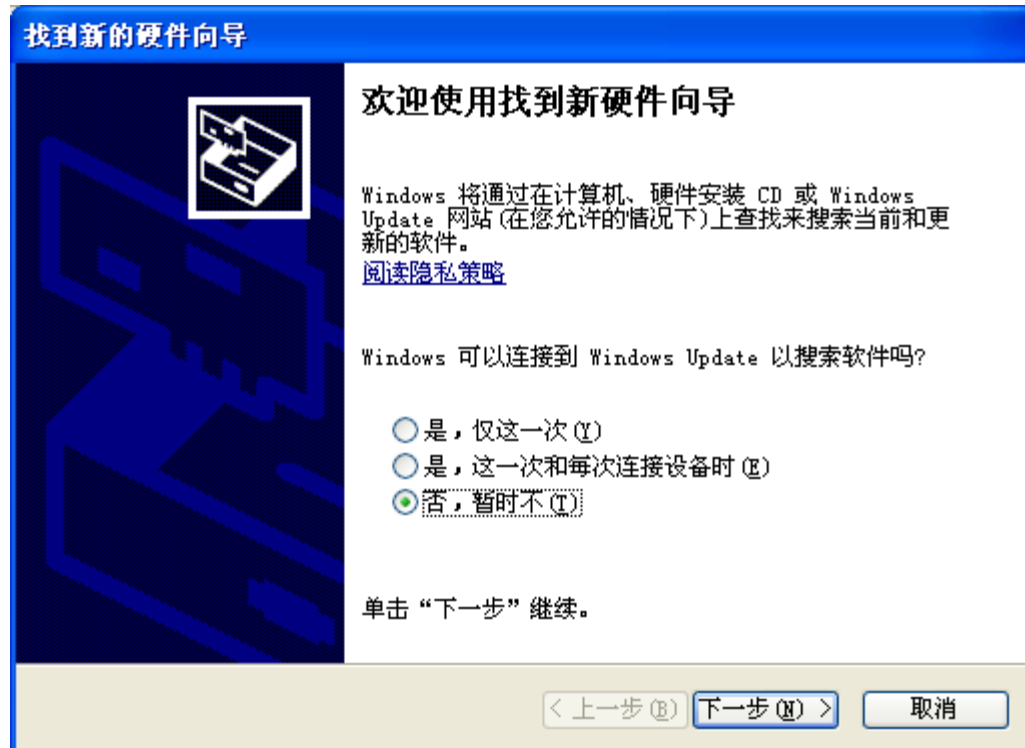 找到新的硬件向导
欢迎使用找到新硬件向导
Windows 将通过在计算机、硬件安装 CD 或 Windows
Update 网站(在您允许的情况下)上查找来搜索当前和更
新的软件。
阅读隐私策略
Windows 可以连接到 Windows Update 以搜索软件吗?
是，仅这一次(Y)
是，这一次和每次连接设备时(E)
否，暂时不(T)
单击“下一步”继续。
< 上一步(B) 下一步(N) > 取消